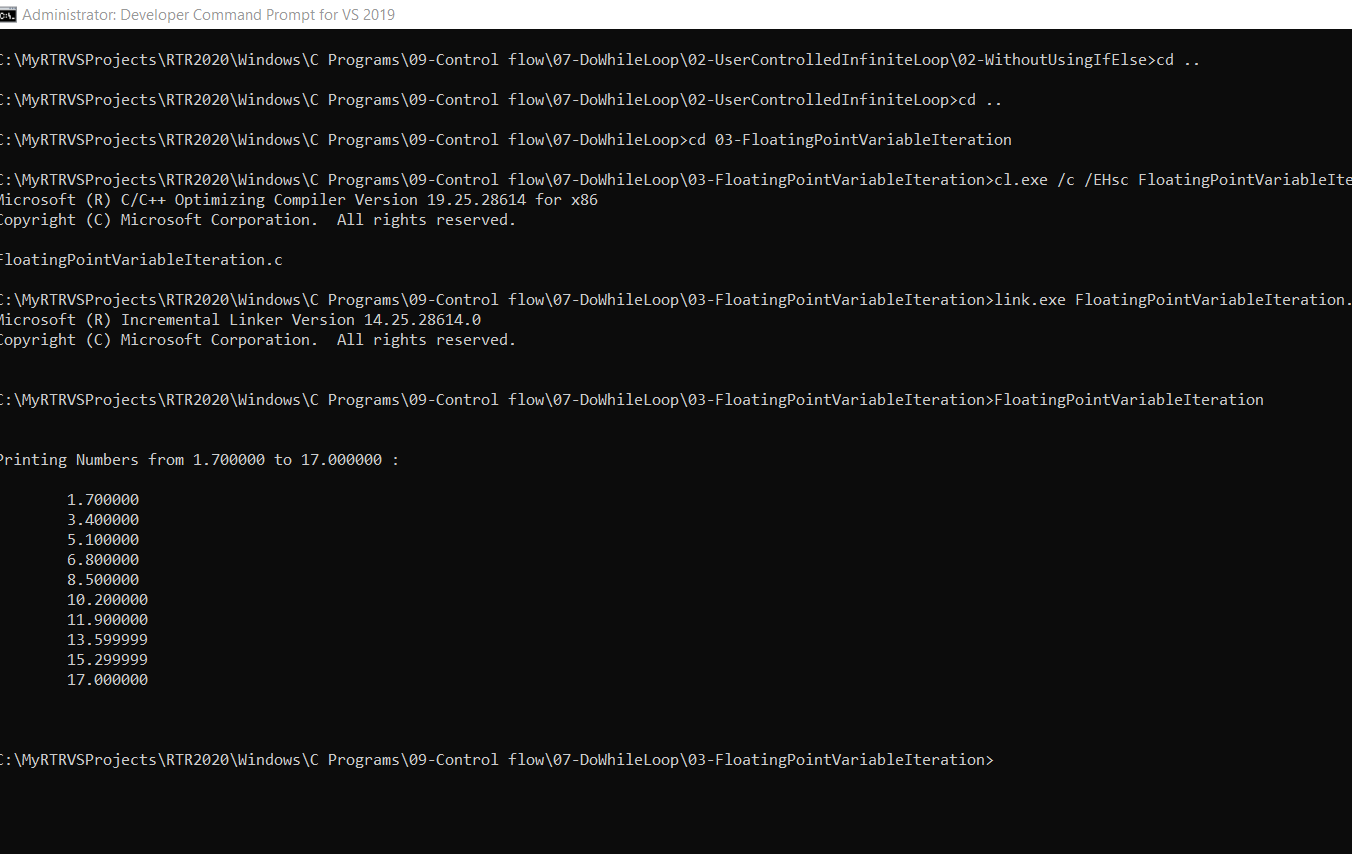 Administrator: Developer Command Prompt for VS 2019
C:\MyRTRVSProjects\RTR2020\Windows\C Programs\09-Control flow\07-DoWhileLoop\02-UserControlledInfiniteLoop\02-WithoutUsingIfElse>cd ..
C:\MyRTRVSProjects\RTR2020\Windows\C Programs\09-Control flow\07-DoWhileLoop\02-UserControlledInfiniteLoop>cd ..
C:\MyRTRVSProjects\RTR2020\Windows\C Programs\09-Control flow\07-DoWhileLoop>cd 03-FloatingPointVariableIteration
C:\MyRTRVSProjects\RTR2020\Windows\C Programs\09-Control flow\07-DoWhileLoop\03-FloatingPointVariableIteration>cl.exe /c /EHsc FloatingPointVariableIte
Microsoft (R) C/C++ Optimizing Compiler Version 19.25.28614 for x86
Copyright (C) Microsoft Corporation.  All rights reserved.
FloatingPointVariableIteration.c
C:\MyRTRVSProjects\RTR2020\Windows\C Programs\09-Control flow\07-DoWhileLoop\03-FloatingPointVariableIteration>link.exe FloatingPointVariableIteration.
Microsoft (R) Incremental Linker Version 14.25.28614.0
Copyright (C) Microsoft Corporation.  All rights reserved.
C:\MyRTRVSProjects\RTR2020\Windows\C Programs\09-Control flow\07-DoWhileLoop\03-FloatingPointVariableIteration>FloatingPointVariableIteration
Printing Numbers from 1.700000 to 17.000000 :
1.700000
3.400000
5.100000
6.800000
8.500000
10.200000
11.900000
13.599999
15.299999
17.000000
C:\MyRTRVSProjects\RTR2020\Windows\C Programs\09-Control flow\07-DoWhileLoop\03-FloatingPointVariableIteration>